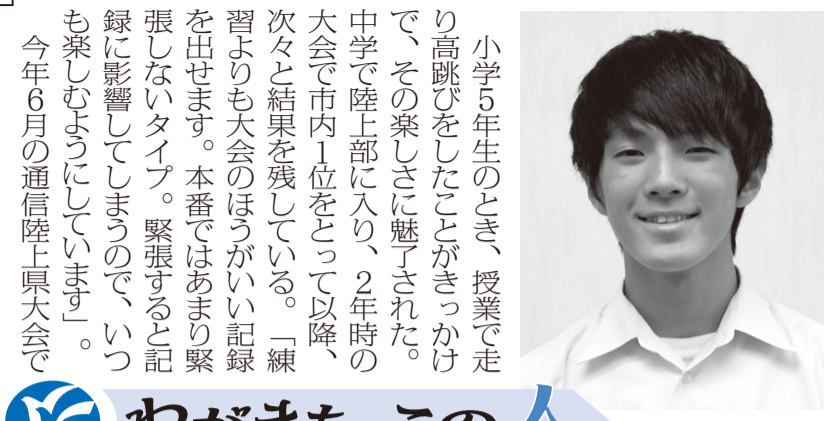 小学5年生のとき、授業で走
り高跳びをしたことがきっかけ
で、その楽しさに魅了された。
中学で陸上部に入り、2年時の
大会で市内1位をとって以降、
次々と結果を残している。「練
習よりも大会のほうがいい記録
を出せます。本番ではあまり緊
張しないタイプ。緊張すると記
録に影響してしまうので、いつ
も楽しむようにしています」。
今年6月の通信陸上県大会で
わがまち この人